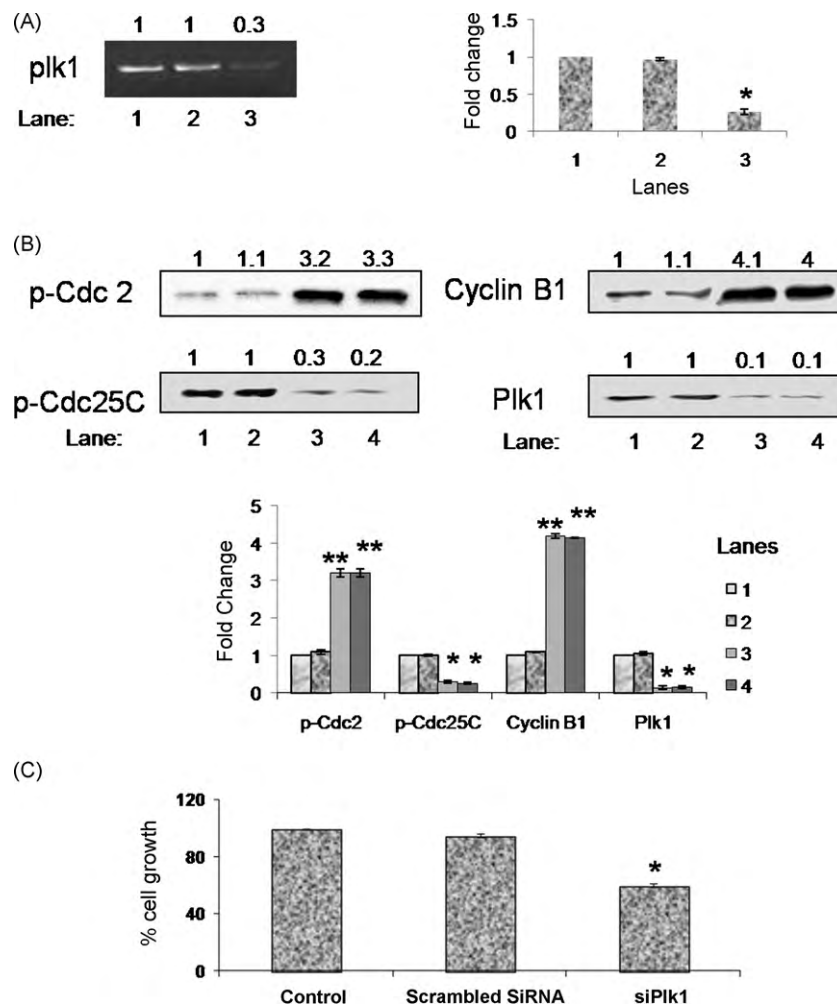 (A)
1 1 0.3
plk1
Lane: 1 2 3
Fold change
1
0.5
0
*
1 2 3
Lanes
(B)
1 1.1 3.2 3.3
p-Cdc 2
1 1 0.3 0.2
p-Cdc25C
Lane: 1 2 3 4
1 1.1 4.1 4
Cyclin B1
1 1 0.1 0.1
Plk1
Lane: 1 2 3 4
Fold Change
5
4
3
2
1
0
** **
* *
** **
* *
p-Cdc2 p-Cdc25C Cyclin B1 Plk1
Lanes
1
2
3
4
(C)
% cell growth
120
80
40
0
*
Control Scrambled SiRNA siPlk1